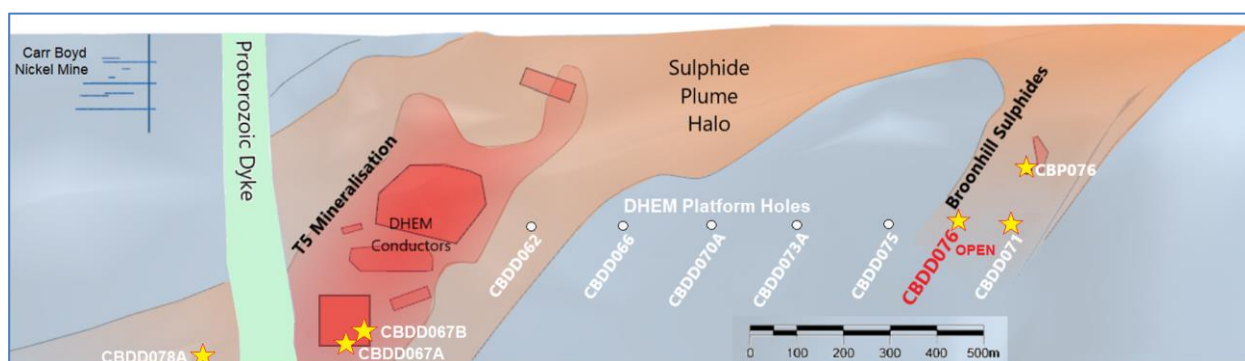 Carr Boyd
Nickel Mine
Protorozoic Dyke
T5 Mineralisation
DHEM
Conductors
Sulphide
Plume
Halo
Broonhill Sulphides
CBP076
DHEM Platform Holes
CBDD062
CBDD066
CBDD070A
CBDD073A
CBDD075
CBDD076
OPEN
CBDD071
CBDD067B
CBDD067A
CBDD078A
0 100 200 300 400 500m